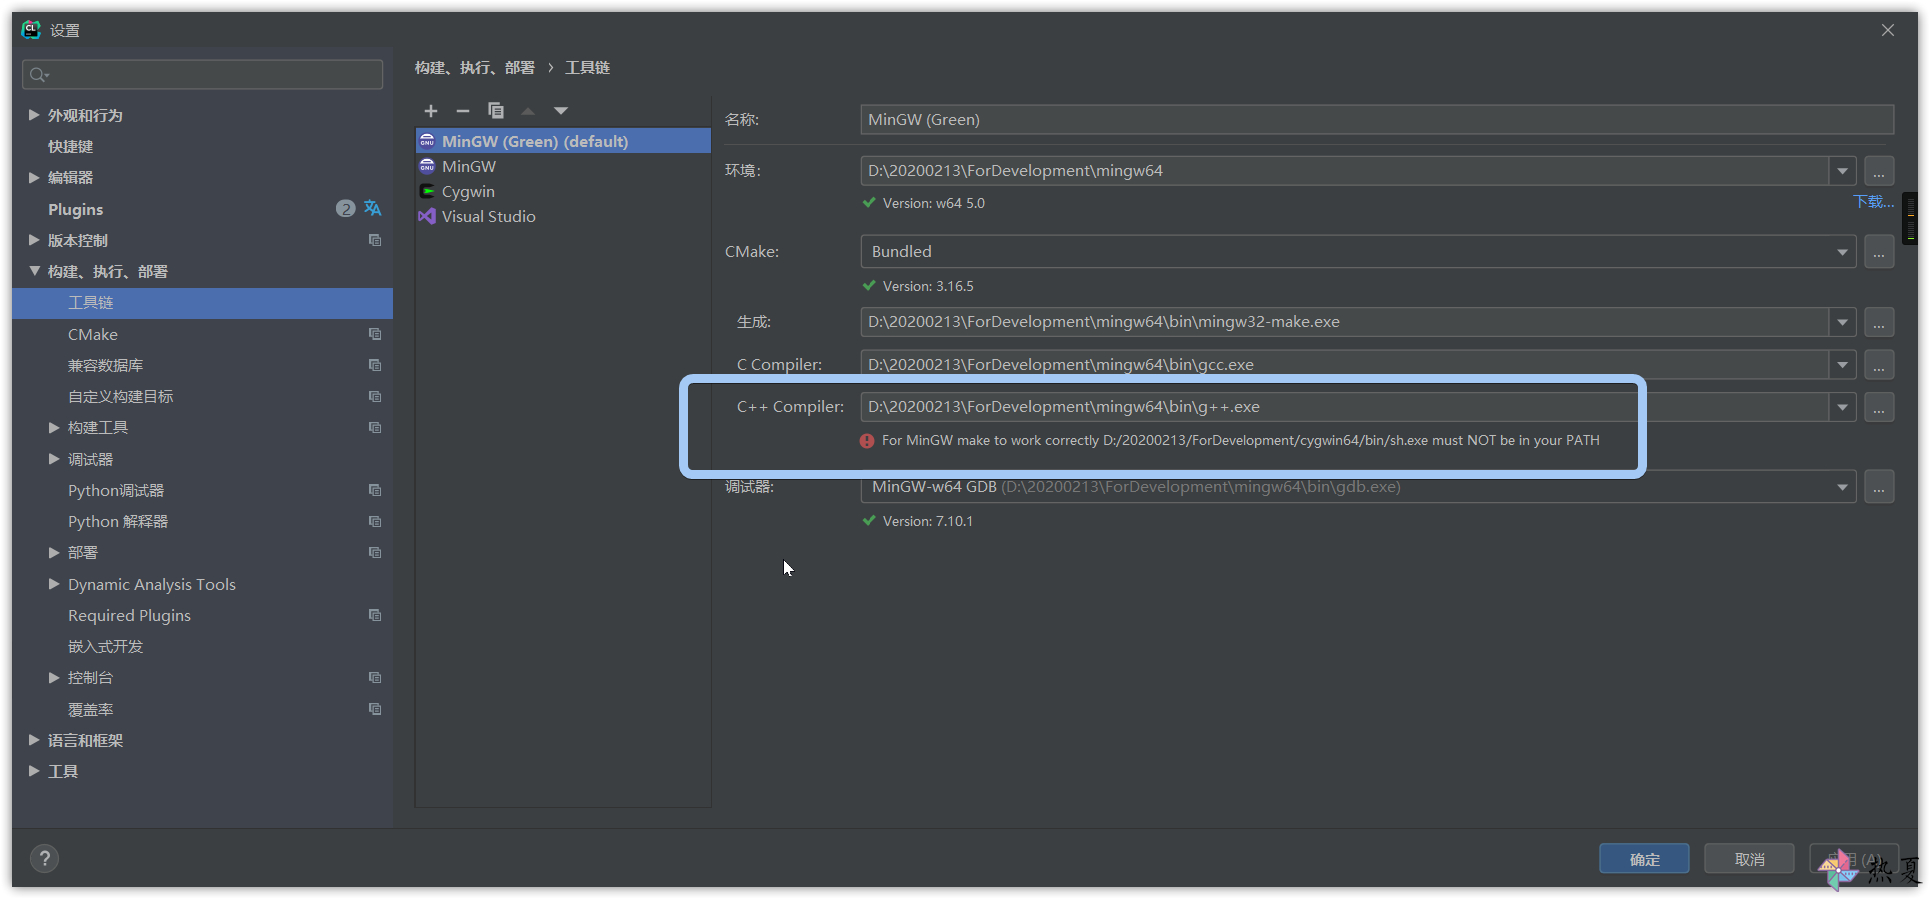 设置
外观和行为
快捷键
编辑器
Plugins 2
版本控制
构建、执行、部署
工具链
CMake
兼容数据库
自定义构建目标
构建工具
调试器
Python调试器
Python 解释器
部署
Dynamic Analysis Tools
Required Plugins
嵌入式开发
控制台
覆盖率
语言和框架
工具
构建、执行、部署 › 工具链
MinGW (Green) (default)
MinGW
Cygwin
Visual Studio
名称: MinGW (Green)
环境: D:\20200213\ForDevelopment\mingw64 ...
Version: w64 5.0 下载...
CMake: Bundled ...
Version: 3.16.5
生成: D:\20200213\ForDevelopment\mingw64\bin\mingw32-make.exe ...
C Compiler: D:\20200213\ForDevelopment\mingw64\bin\gcc.exe ...
C++ Compiler: D:\20200213\ForDevelopment\mingw64\bin\g++.exe ...
For MinGW make to work correctly D:/20200213/ForDevelopment/cygwin64/bin/sh.exe must NOT be in your PATH
调试器: MinGW-w64 GDB (D:\20200213\ForDevelopment\mingw64\bin\gdb.exe) ...
Version: 7.10.1
? 确定 取消
热夏